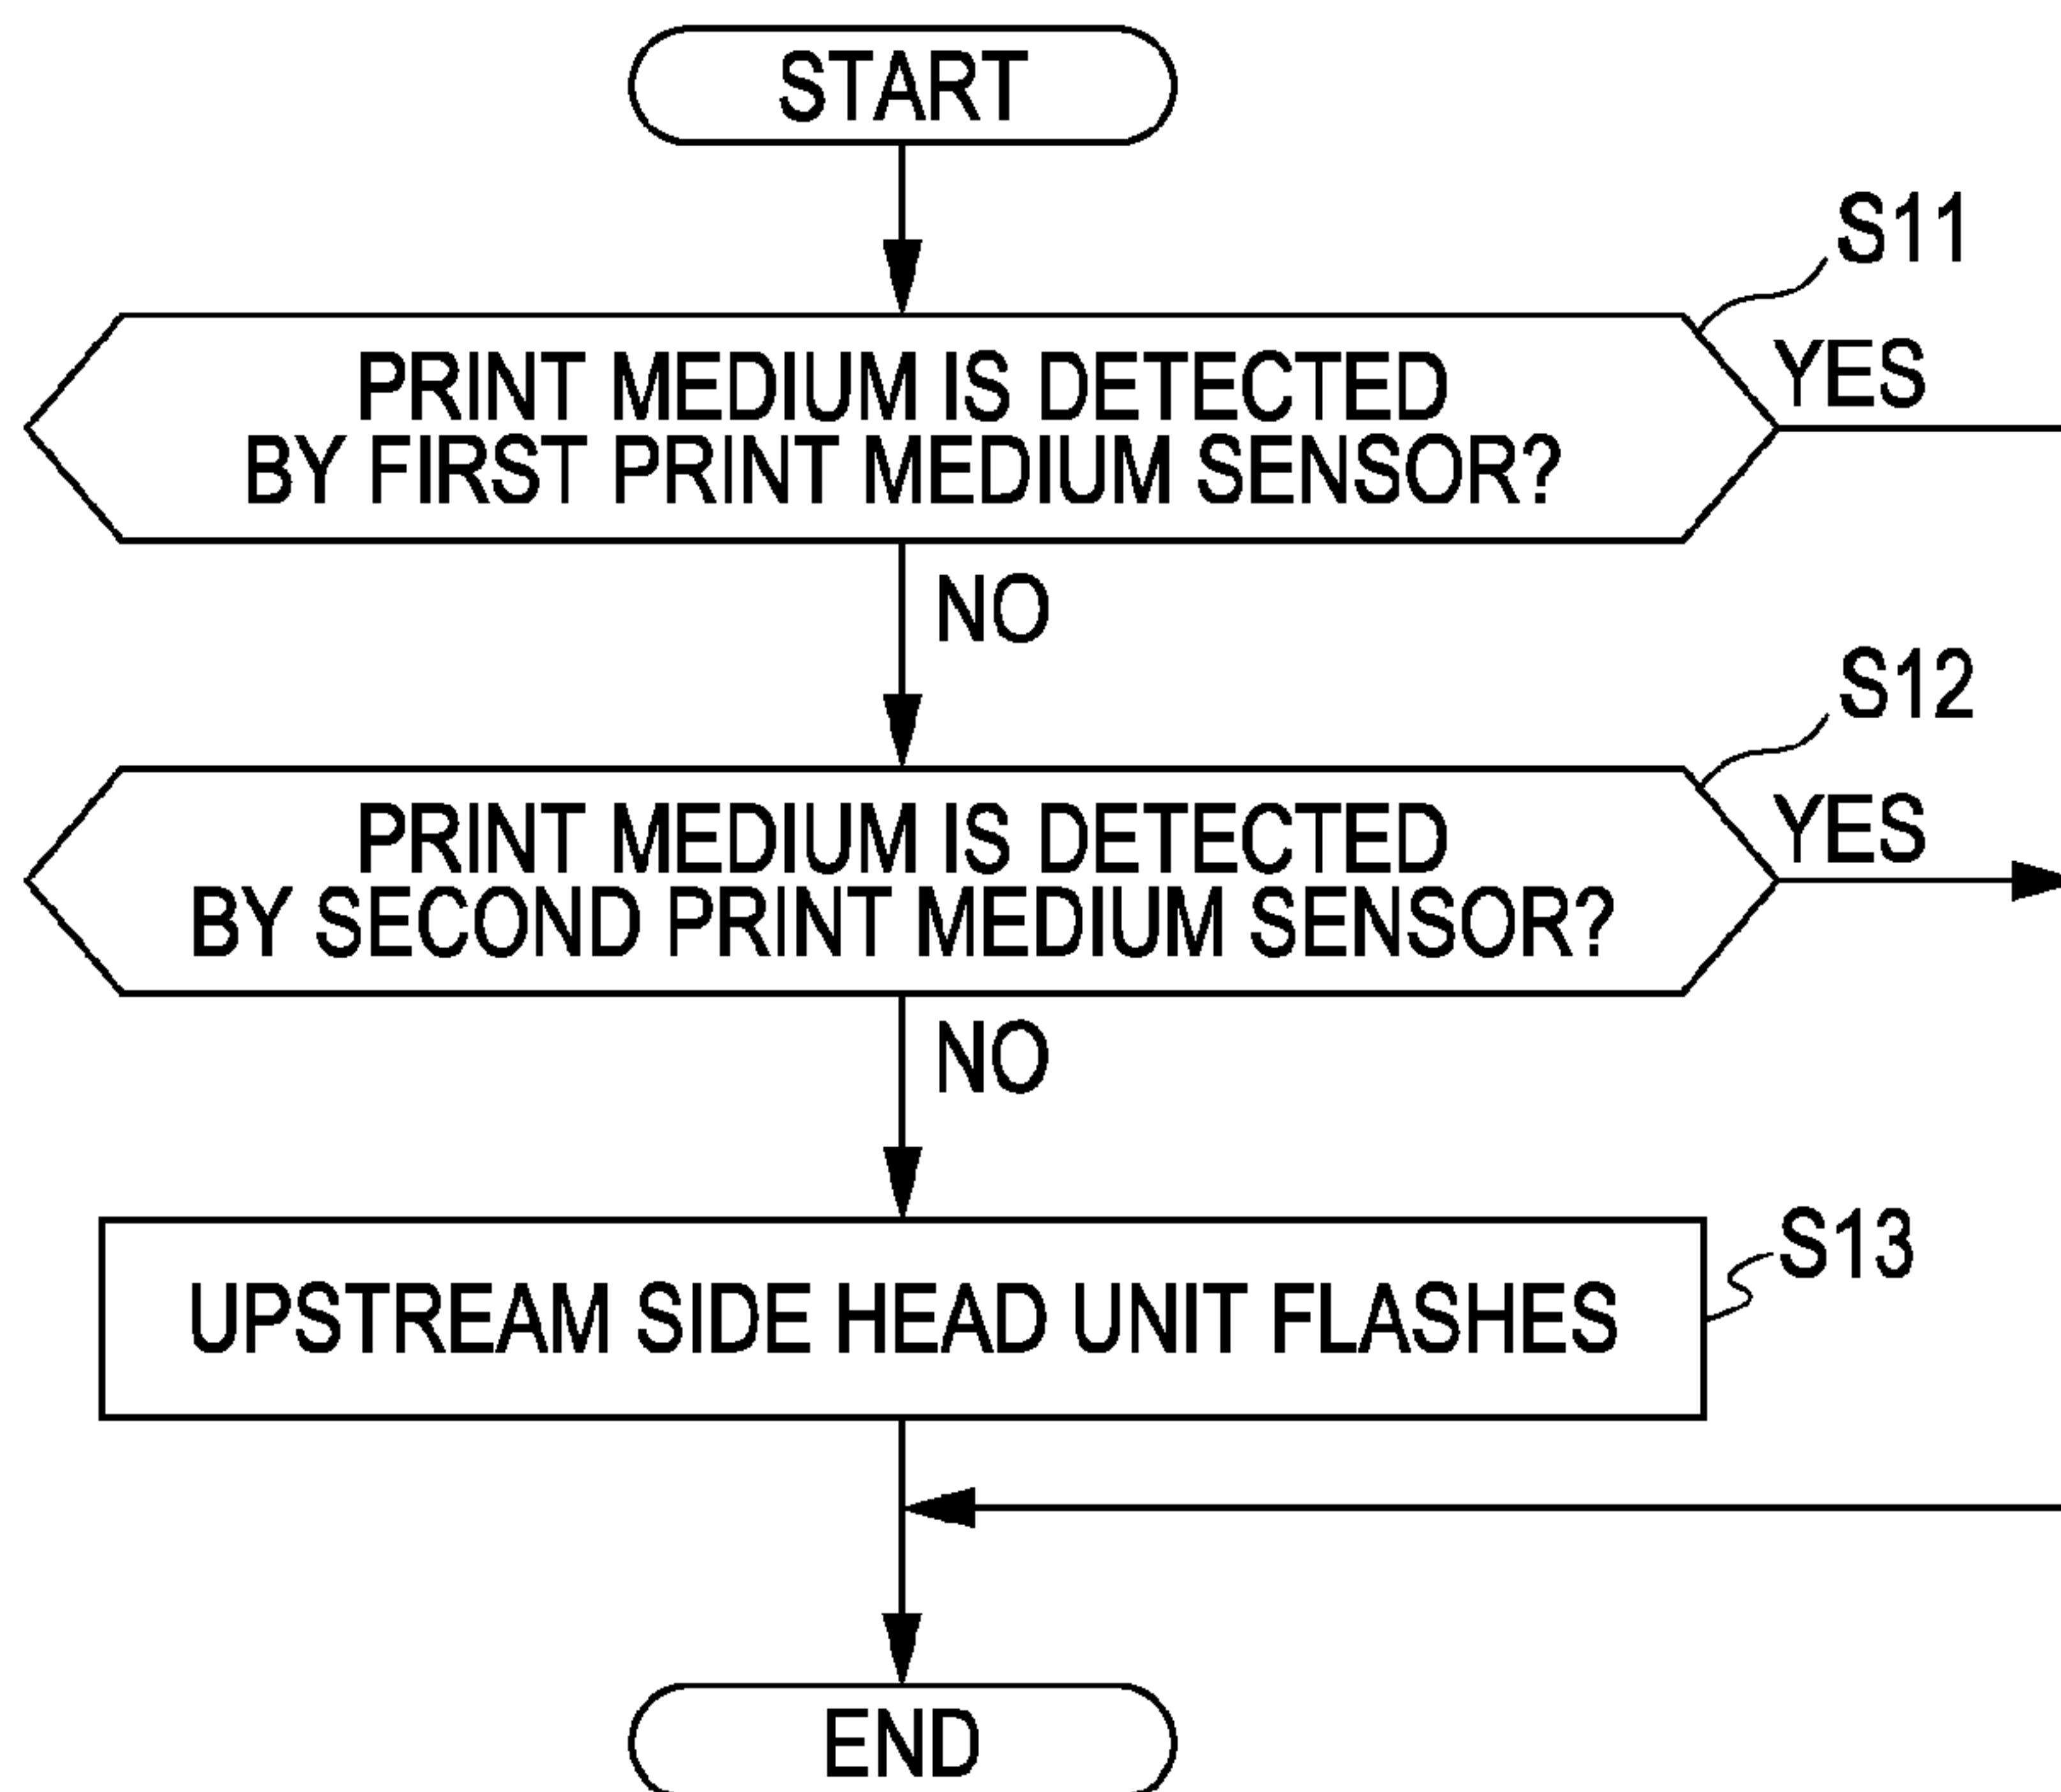 START
S11
PRINT MEDIUM IS DETECTED
BY FIRST PRINT MEDIUM SENSOR?
YES
NO
S12
PRINT MEDIUM IS DETECTED
BY SECOND PRINT MEDIUM SENSOR?
YES
NO
S13
UPSTREAM SIDE HEAD UNIT FLASHES
END